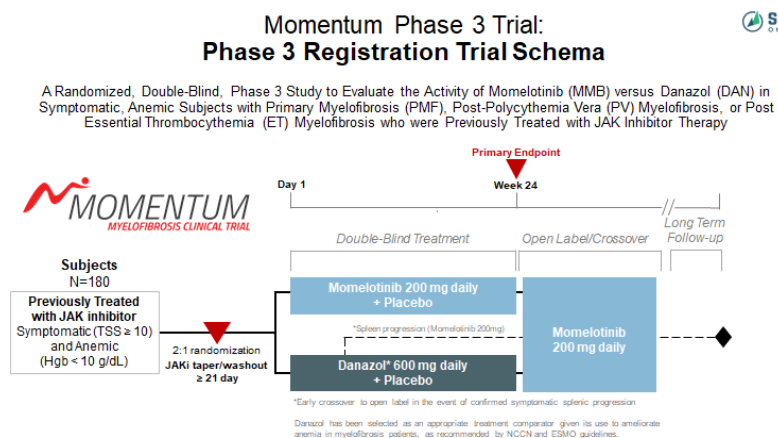 Momentum Phase 3 Trial:
Phase 3 Registration Trial Schema
A Randomized, Double-Blind, Phase 3 Study to Evaluate the Activity of Momelotinib (MMB) versus Danazol (DAN) in
Symptomatic, Anemic Subjects with Primary Myelofibrosis (PMF), Post-Polycythemia Vera (PV) Myelofibrosis, or Post
Essential Thrombocythemia (ET) Myelofibrosis who were Previously Treated with JAK Inhibitor Therapy
Primary Endpoint
Day 1
Week 24
MOMENTUM
MYELOFIBROSIS CLINICAL TRIAL
Double-Blind Treatment
Open Label/Crossover
Long Term
Follow-up
Subjects
N=180
Previously Treated
with JAK inhibitor
Symptomatic (TSS ≥ 10)
and Anemic
(Hgb < 10 g/dL)
2:1 randomization
JAKi taper/washout
≥ 21 day
Momelotinib 200 mg daily
+ Placebo
*Spleen progression (Momelotinib 200mg)
Danazol* 600 mg daily
+ Placebo
Momelotinib
200 mg daily
*Early crossover to open label in the event of confirmed symptomatic splenic progression
Danazol has been selected as an appropriate treatment comparator given its use to ameliorate
anemia in myelofibrosis patients, as recommended by NCCN and ESMO guidelines.